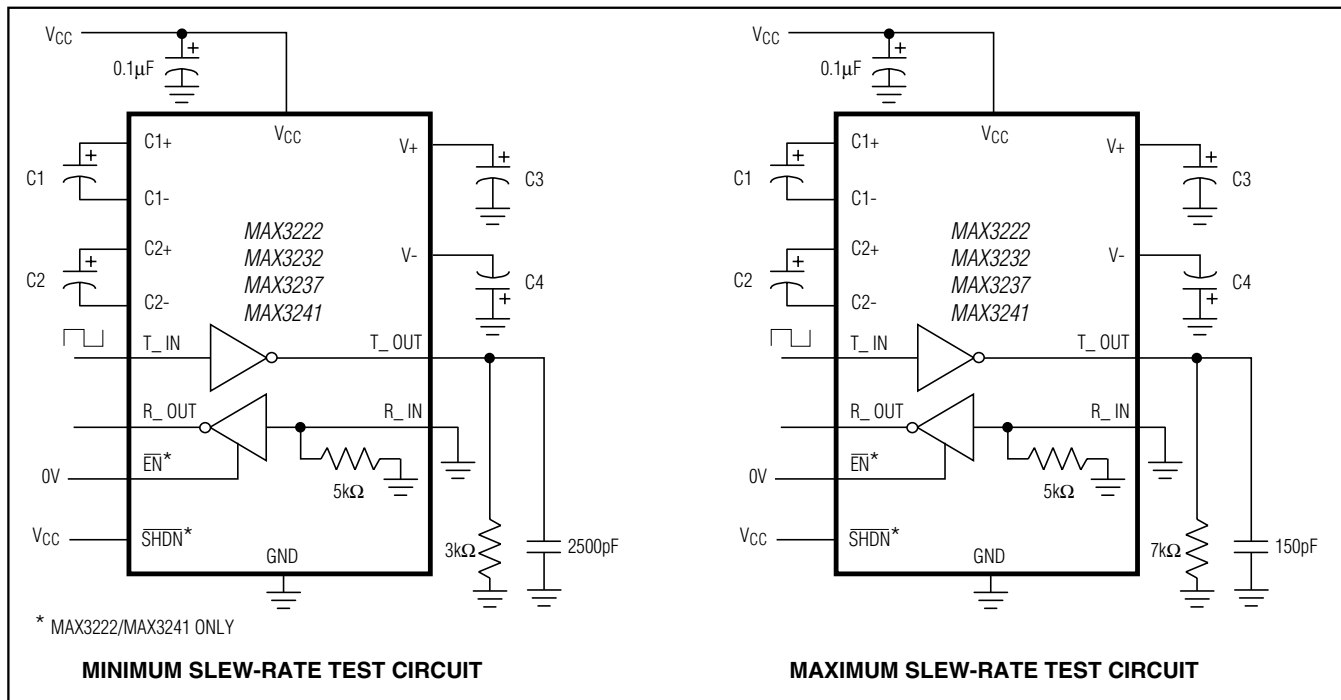 VCC
0.1µF
+
VCC
C1+
+
C1
C1-
C2+
+
C2
C2-
V+
+
C3
V-
+
C4
MAX3222
MAX3232
MAX3237
MAX3241
T_ IN
T_ OUT
R_ OUT
R_ IN
EN*
0V
5kΩ
VCC
SHDN*
GND
3kΩ
2500pF
* MAX3222/MAX3241 ONLY
MINIMUM SLEW-RATE TEST CIRCUIT
VCC
0.1µF
+
VCC
C1+
+
C1
C1-
C2+
+
C2
C2-
V+
+
C3
V-
+
C4
MAX3222
MAX3232
MAX3237
MAX3241
T_ IN
T_ OUT
R_ OUT
R_ IN
EN*
0V
5kΩ
VCC
SHDN*
GND
7kΩ
150pF
MAXIMUM SLEW-RATE TEST CIRCUIT